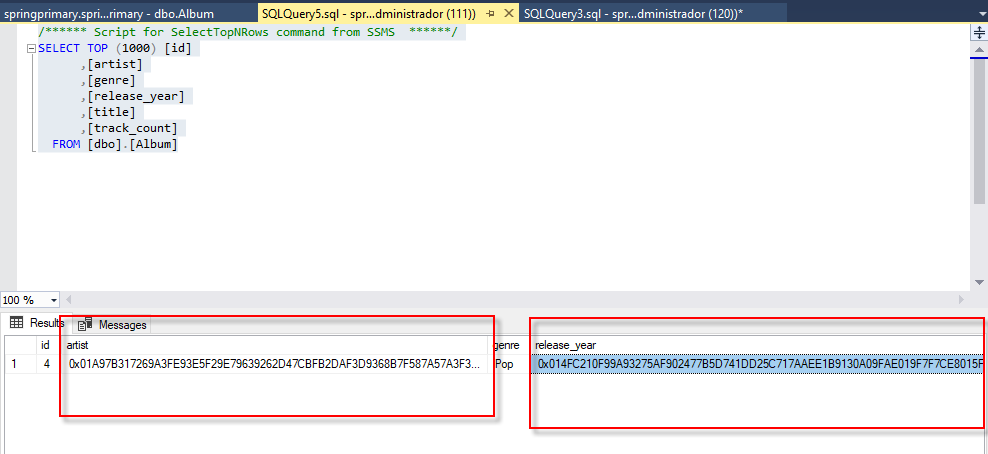 springprimary.spri...rimary - dbo.Album
SQLQuery5.sql - spr...dministrador (111))
SQLQuery3.sql - spr...dministrador (120))*
/****** Script for SelectTopNRows command from SSMS  ******/
SELECT TOP (1000) [id]
,[artist]
,[genre]
,[release_year]
,[title]
,[track_count]
FROM [dbo].[Album]
100 %
Results Messages
id artist genre release_year
1 4 0x01A97B317269A3FE93E5F29E79639262D47CBFB2DAF3D9368B7F587A57A3F3... Pop 0x014FC210F99A93275AF902477B5D741DD25C717AAEE1B9130A09FAE019F7F7CE8015F